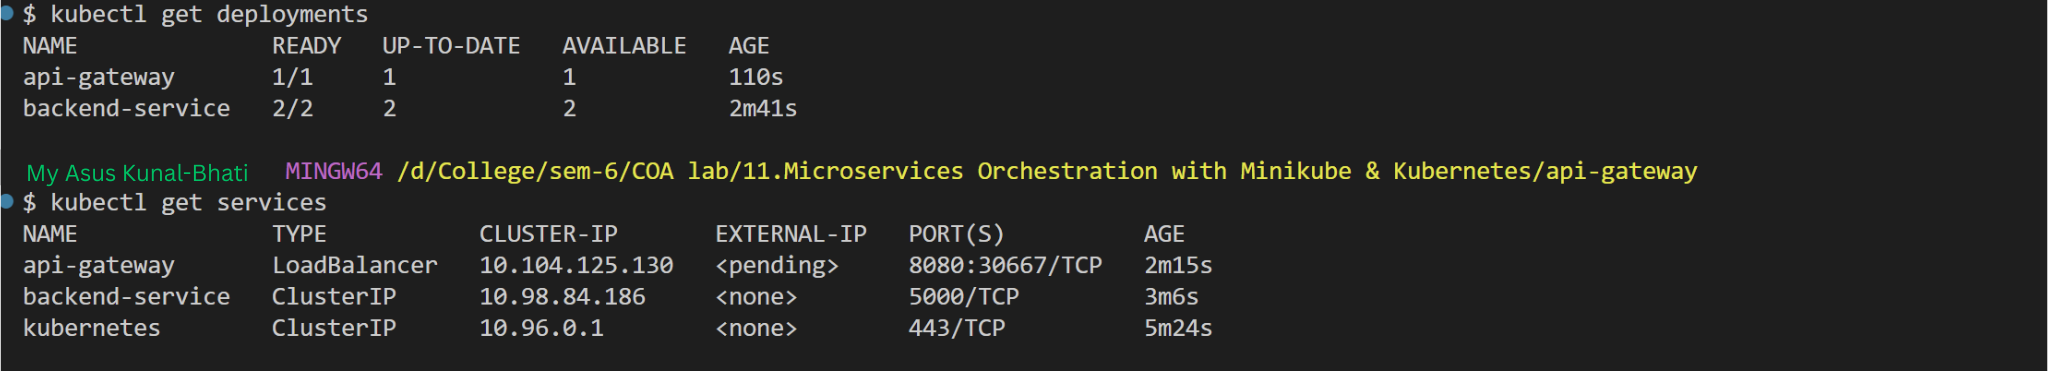 $ kubectl get deployments
NAME READY UP-TO-DATE AVAILABLE AGE
api-gateway 1/1 1 1 110s
backend-service 2/2 2 2 2m41s
My Asus Kunal-Bhati MINGW64 /d/College/sem-6/COA lab/11.Microservices Orchestration with Minikube & Kubernetes/api-gateway
$ kubectl get services
NAME TYPE CLUSTER-IP EXTERNAL-IP PORT(S) AGE
api-gateway LoadBalancer 10.104.125.130 <pending> 8080:30667/TCP 2m15s
backend-service ClusterIP 10.98.84.186 <none> 5000/TCP 3m6s
kubernetes ClusterIP 10.96.0.1 <none> 443/TCP 5m24s